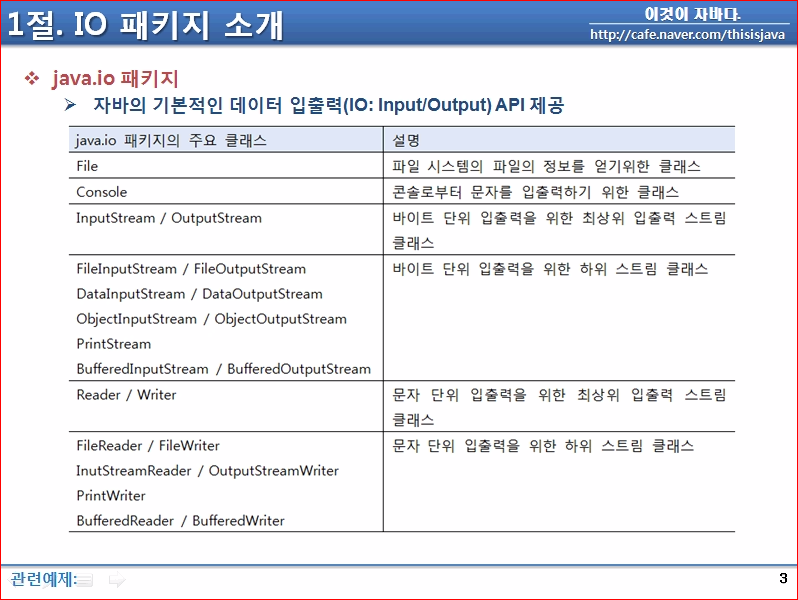 1절. IO 패키지 소개
이것이 자바다.
http://cafe.naver.com/thisisjava
java.io 패키지
자바의 기본적인 데이터 입출력(IO: Input/Output) API 제공
java.io 패키지의 주요 클래스
설명
File
파일 시스템의 파일의 정보를 얻기위한 클래스
Console
콘솔로부터 문자를 입출력하기 위한 클래스
InputStream / OutputStream
바이트 단위 입출력을 위한 최상위 입출력 스트림
클래스
FileInputStream / FileOutputStream
DataInputStream / DataOutputStream
ObjectInputStream / ObjectOutputStream
PrintStream
BufferedInputStream / BufferedOutputStream
바이트 단위 입출력을 위한 하위 스트림 클래스
Reader / Writer
문자 단위 입출력을 위한 최상위 입출력 스트림
클래스
FileReader / FileWriter
InutStreamReader / OutputStreamWriter
PrintWriter
BufferedReader / BufferedWriter
문자 단위 입출력을 위한 하위 스트림 클래스
관련예제:
3